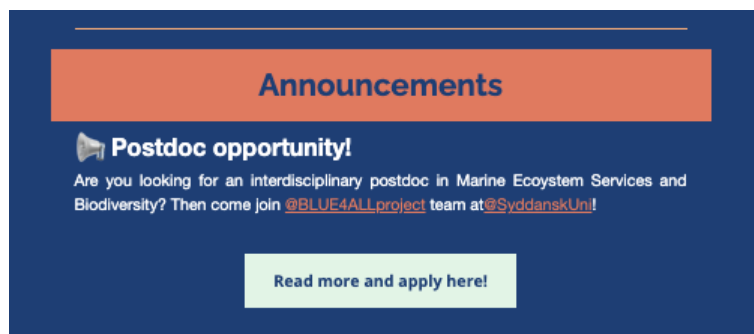 Announcements
Postdoc opportunity!
Are you looking for an interdisciplinary postdoc in Marine Ecoystem Services and
Biodiversity? Then come join @BLUE4ALLproject team at@SyddanskUni!
Read more and apply here!